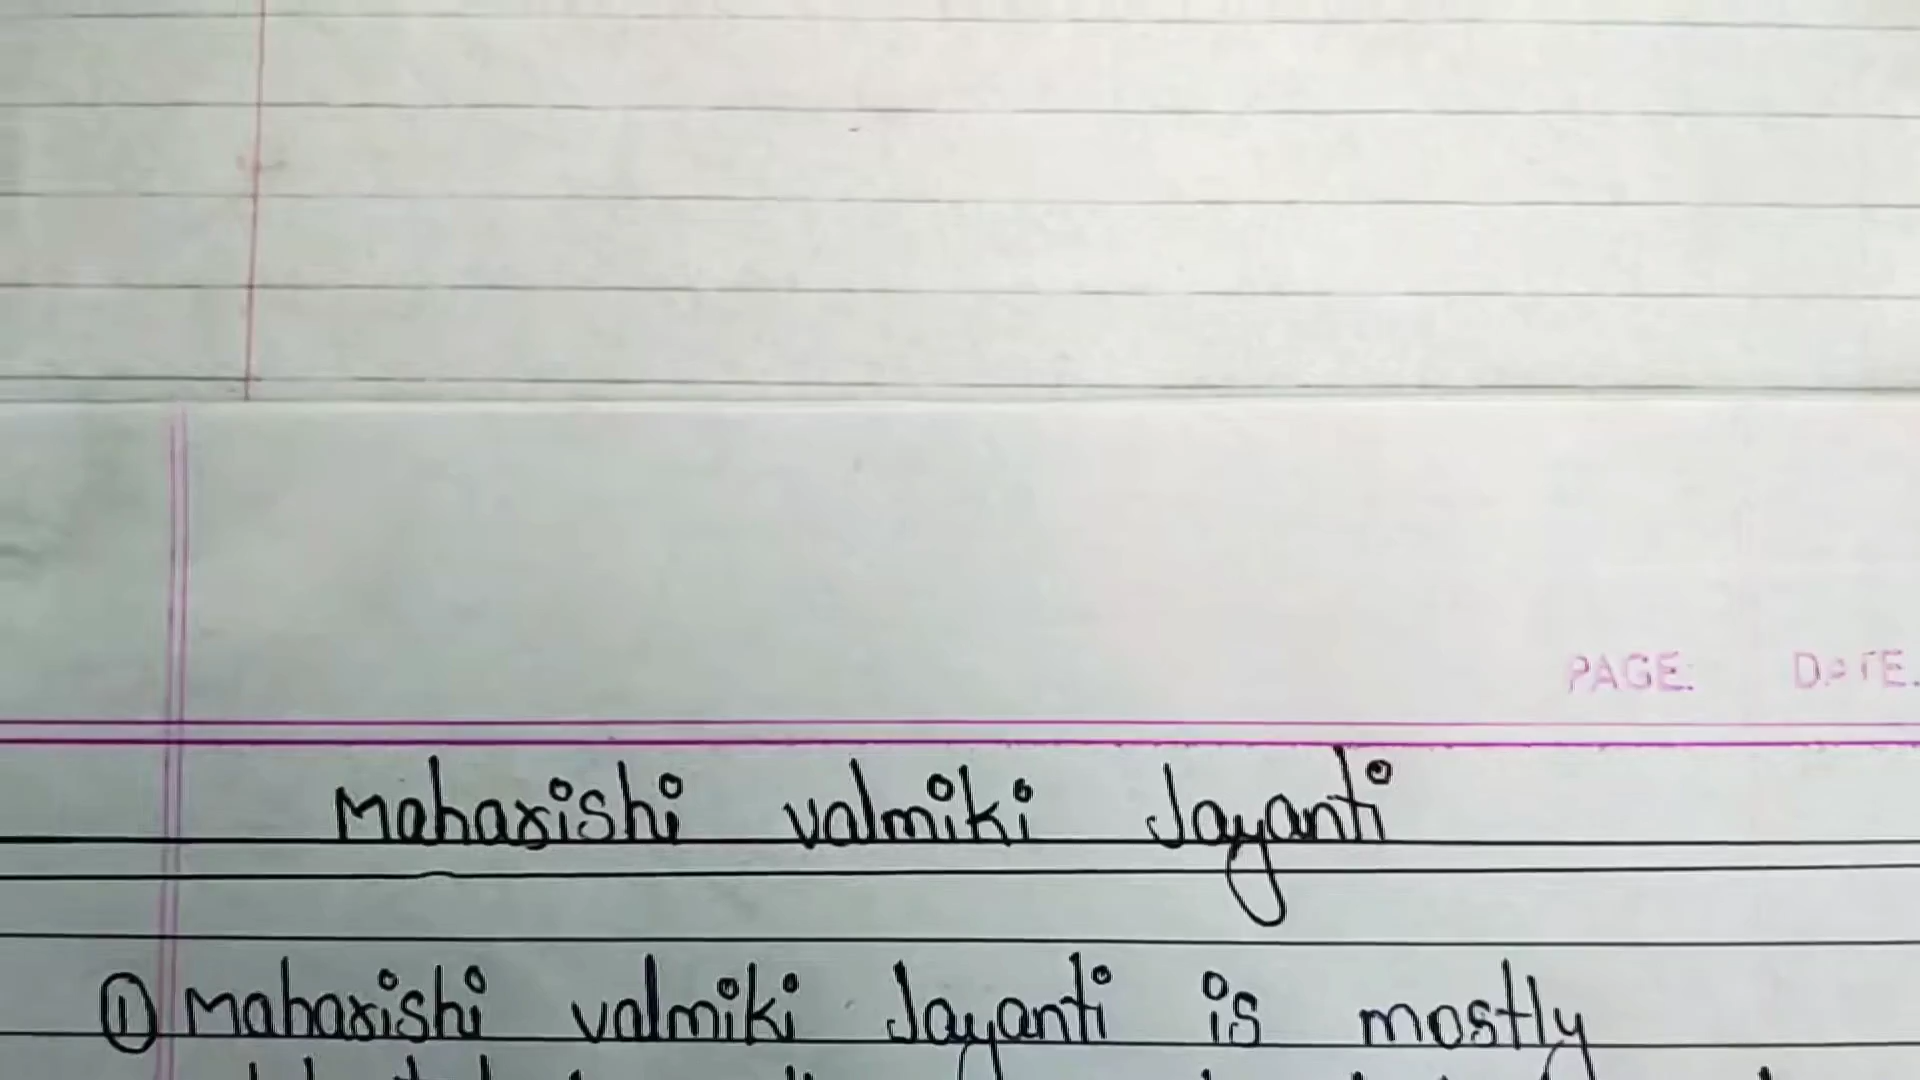 PAGE: DATE.
Maharishi valmiki Jayanti
① Maharishi valmiki Jayanti is mostly